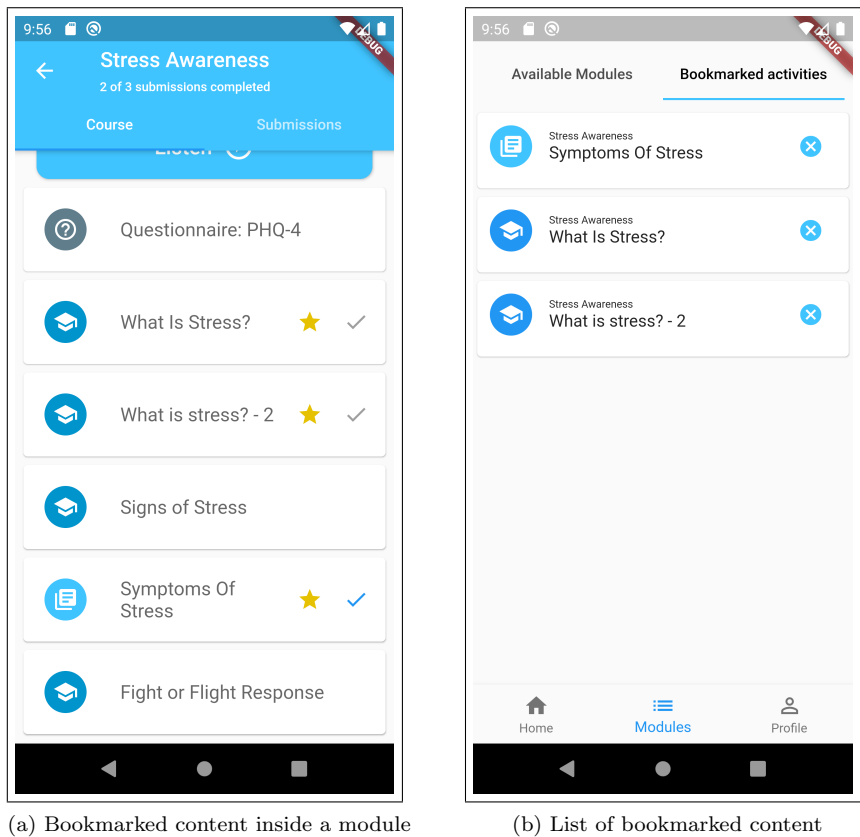 9:56
DEBUG
Stress Awareness
2 of 3 submissions completed
Course Submissions
Listen
Questionnaire: PHQ-4
What Is Stress?
What is stress? - 2
Signs of Stress
Symptoms Of
Stress
Fight or Flight Response
(a) Bookmarked content inside a module
9:56
DEBUG
Available Modules Bookmarked activities
Stress Awareness
Symptoms Of Stress
Stress Awareness
What Is Stress?
Stress Awareness
What is stress? - 2
Home Modules Profile
(b) List of bookmarked content